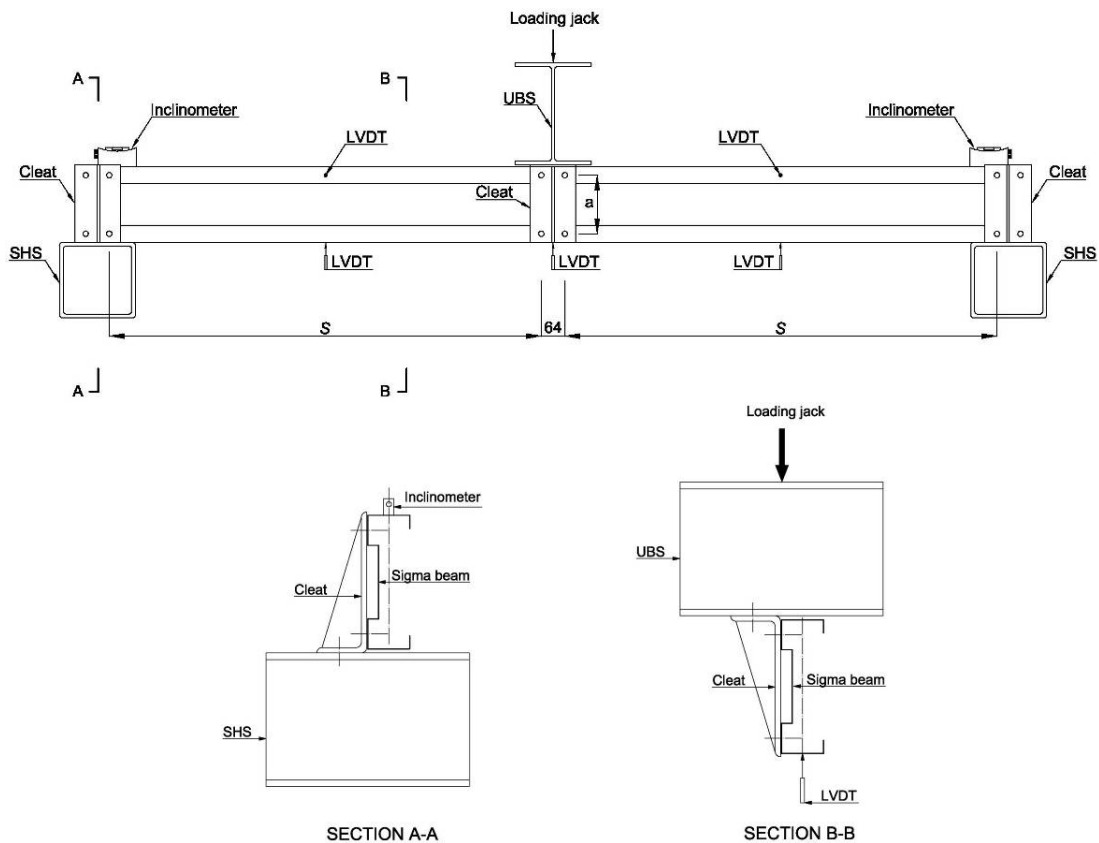 Loading jack
A
B
UBS
Inclinometer
LVDT
LVDT
Inclinometer
Cleat
Cleat
a
Cleat
SHS
LVDT
LVDT
LVDT
SHS
S
64
S
A
B
Loading jack
Inclinometer
UBS
Cleat
Sigma beam
Cleat
Sigma beam
SHS
LVDT
SECTION A-A
SECTION B-B